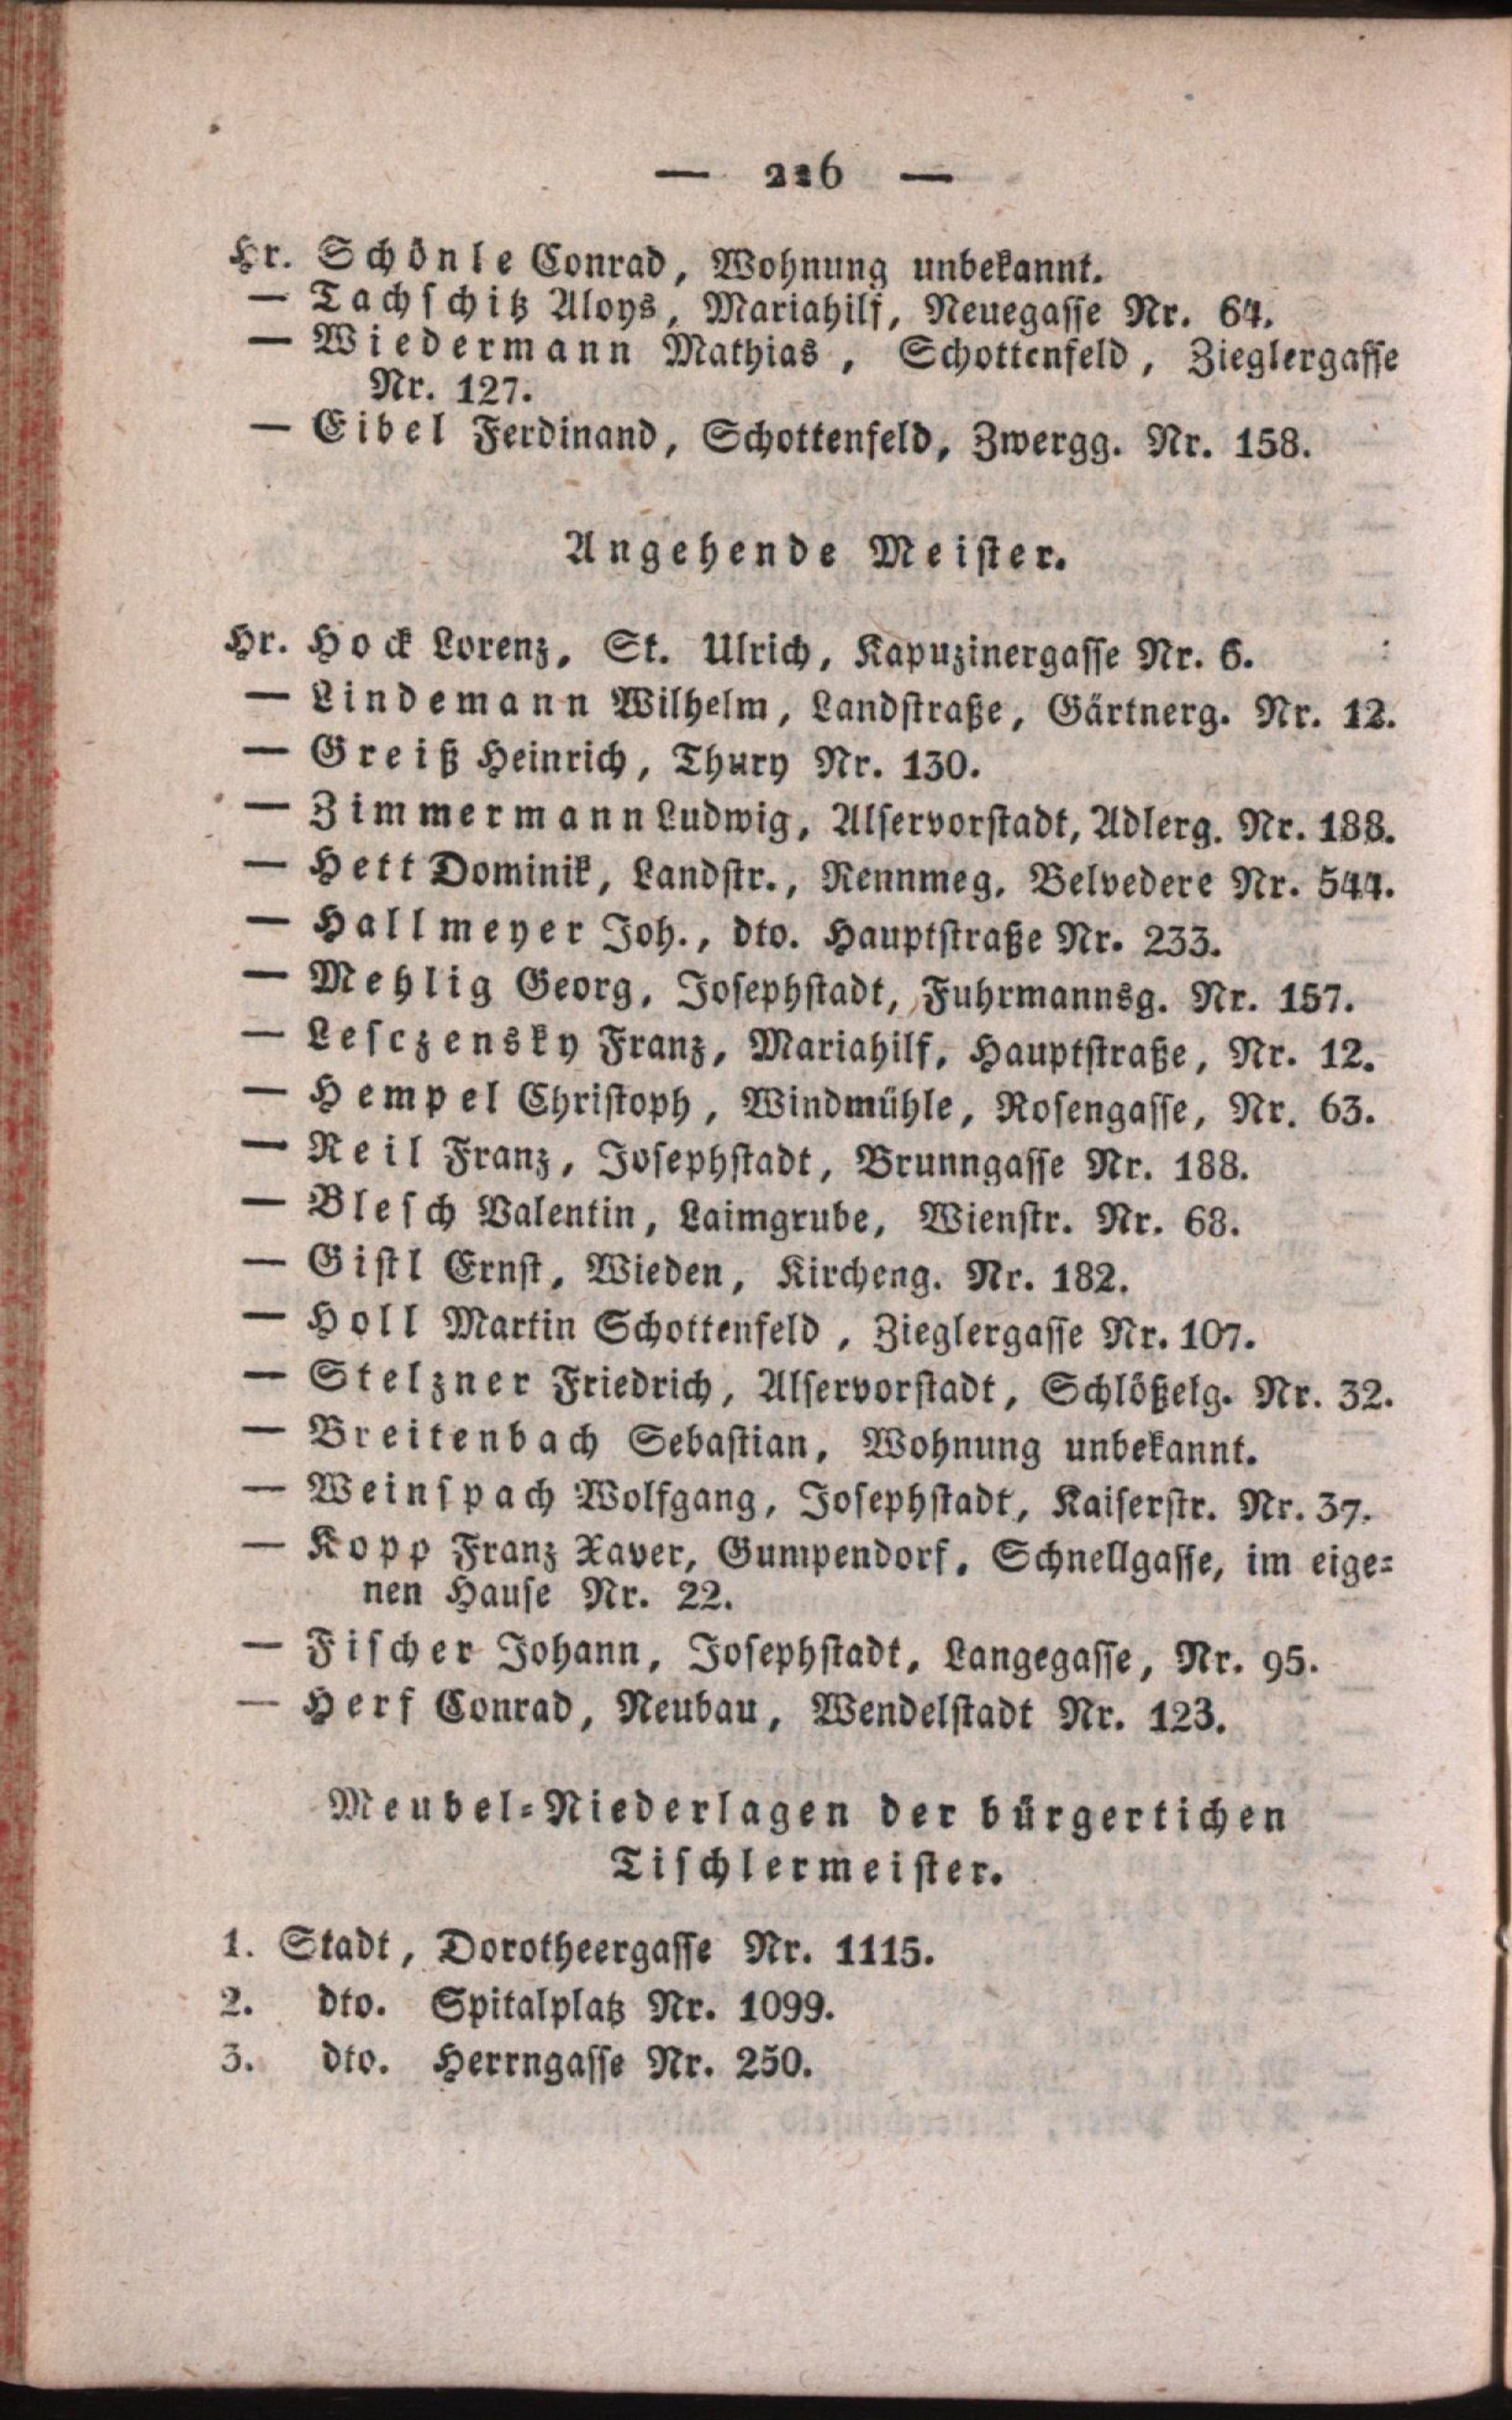 — 226 —
Hr. Schönle Conrad, Wohnung unbekannt.
— Tachschitz Aloys, Mariahilf, Neuegasse Nr. 64.
— Wiedermann Mathias, Schottenfeld, Zieglergasse
Nr. 127.
— Eibel Ferdinand, Schottenfeld, Zwergg. Nr. 158.
Angehende Meister.
Hr. Hock Lorenz, St. Ulrich, Kapuzinergasse Nr. 6.
— Lindemann Wilhelm, Landstraße, Gärtnerg. Nr. 12.
— Greiß Heinrich, Thury Nr. 130.
— Zimmermann Ludwig, Alservorstadt, Adlerg. Nr. 188.
— Hett Dominik, Landstr., Rennmeg. Belvedere Nr. 544.
— Hallmeyer Joh., dto. Hauptstraße Nr. 233.
— Mehlig Georg, Josephstadt, Fuhrmannsg. Nr. 157.
— Lesczensky Franz, Mariahilf, Hauptstraße, Nr. 12.
— Hempel Christoph, Windmühle, Rosengasse, Nr. 63.
— Reil Franz, Josephstadt, Brunngasse Nr. 188.
— Blesch Valentin, Laimgrube, Wienstr. Nr. 68.
— Gistl Ernst, Wieden, Kircheng. Nr. 182.
— Holl Martin Schottenfeld, Zieglergasse Nr. 107.
— Stelzner Friedrich, Alservorstadt, Schlößelg. Nr. 32.
— Breitenbach Sebastian, Wohnung unbekannt.
— Weinspach Wolfgang, Josephstadt, Kaiserstr. Nr. 37.
— Kopp Franz Xaver, Gumpendorf, Schnellgasse, im eige-
nen Hause Nr. 22.
— Fischer Johann, Josephstadt, Langegasse, Nr. 95.
— Herf Conrad, Neubau, Wendelstadt Nr. 123.
Meubel-Niederlagen der bürgertichen
Tischlermeister.
1. Stadt, Dorotheergasse Nr. 1115.
2. dto. Spitalplatz Nr. 1099.
3. dto. Herrngasse Nr. 250.